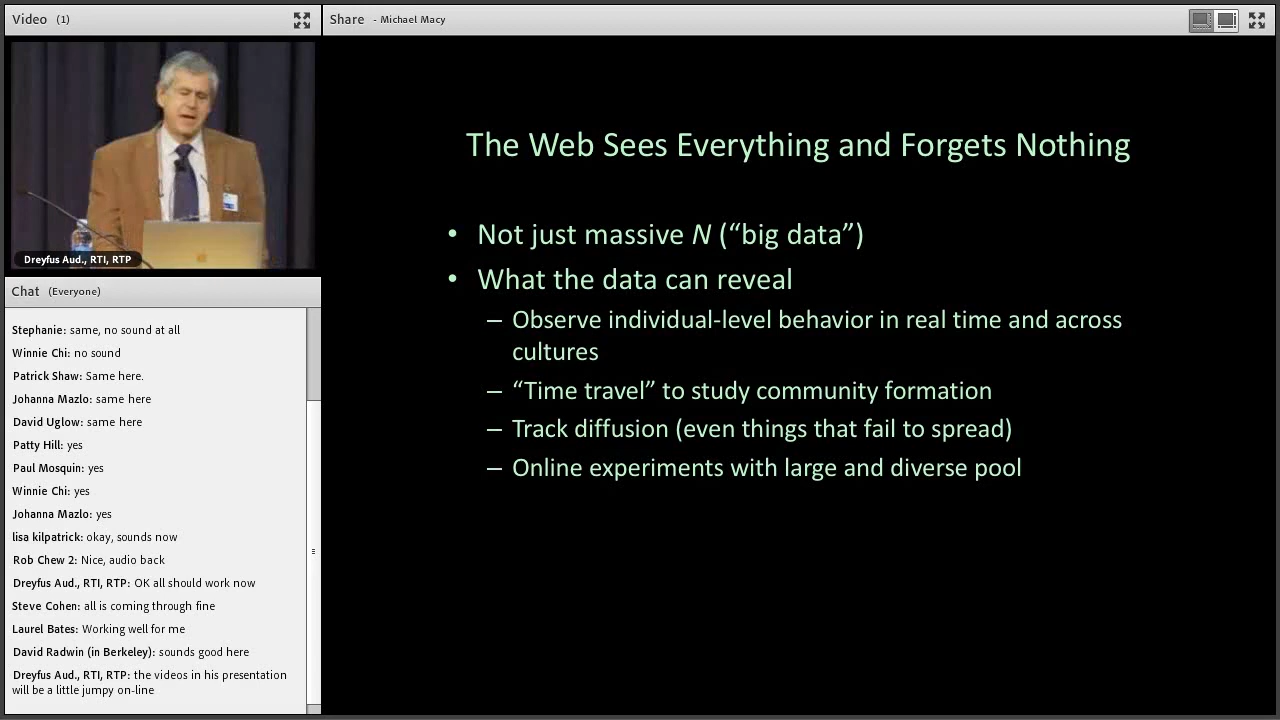 Video (1)
Share - Michael Macy
Dreyfus Aud., RTI, RTP
Chat (Everyone)
Stephanie: same, no sound at all
Winnie Chi: no sound
Patrick Shaw: Same here.
Johanna Mazlo: same here
David Uglow: same here
Patty Hill: yes
Paul Mosquin: yes
Winnie Chi: yes
Johanna Mazlo: yes
lisa kilpatrick: okay, sounds now
Rob Chew 2: Nice, audio back
Dreyfus Aud., RTI, RTP: OK all should work now
Steve Cohen: all is coming through fine
Laurel Bates: Working well for me
David Radwin (in Berkeley): sounds good here
Dreyfus Aud., RTI, RTP: the videos in his presentation
will be a little jumpy on-line
The Web Sees Everything and Forgets Nothing
• Not just massive N (“big data”)
• What the data can reveal
– Observe individual-level behavior in real time and across
cultures
– “Time travel” to study community formation
– Track diffusion (even things that fail to spread)
– Online experiments with large and diverse pool